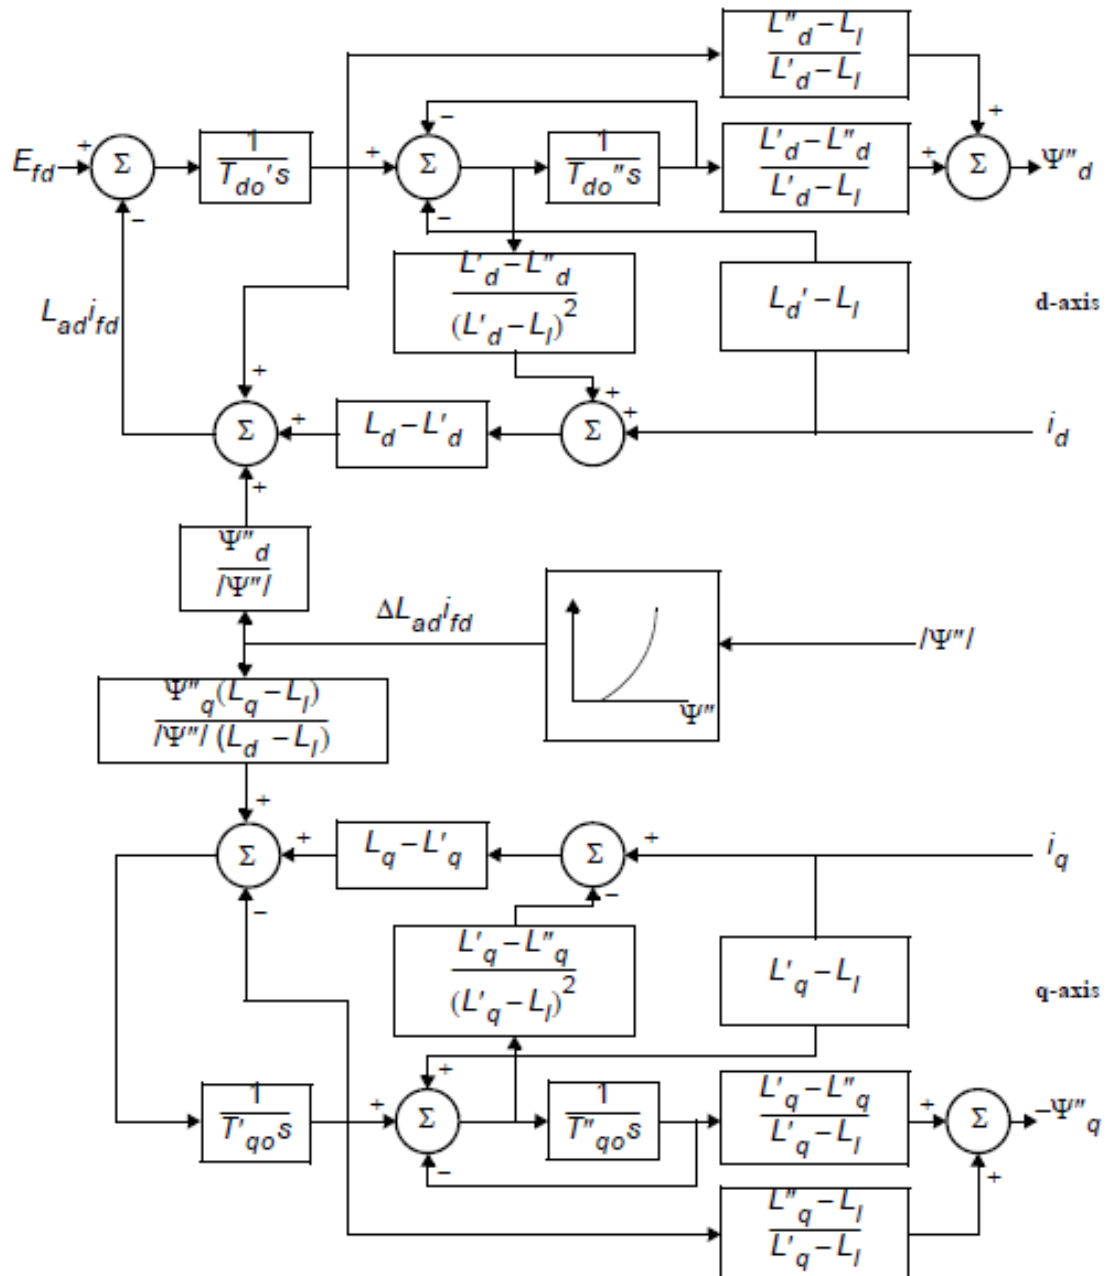 L″d – Ll
L′d – Ll
Efd
+
Σ
–
1
Tdo′s
+
Σ
–
–
1
Tdo″s
L′d – L″d
L′d – Ll
+
+
Σ
Ψ″d
L′d – L″d
(L′d – Ll)2
Ld′ – Ll
d-axis
Ladifd
+
Σ
+
+
Ld – L′d
+
Σ
+
id
Ψ″d
/Ψ″/
ΔLadifd
Ψ″
/Ψ″/
Ψ″q(Lq – Ll)
/Ψ″/ (Ld – Ll)
+
Σ
+
–
Lq – L′q
Σ
+
–
iq
L′q – L″q
(L′q – Ll)2
L′q – Ll
q-axis
1
T′qos
+
+
Σ
–
1
T″qos
L′q – L″q
L′q – Ll
+
Σ
+
–Ψ″q
L″q – Ll
L′q – Ll